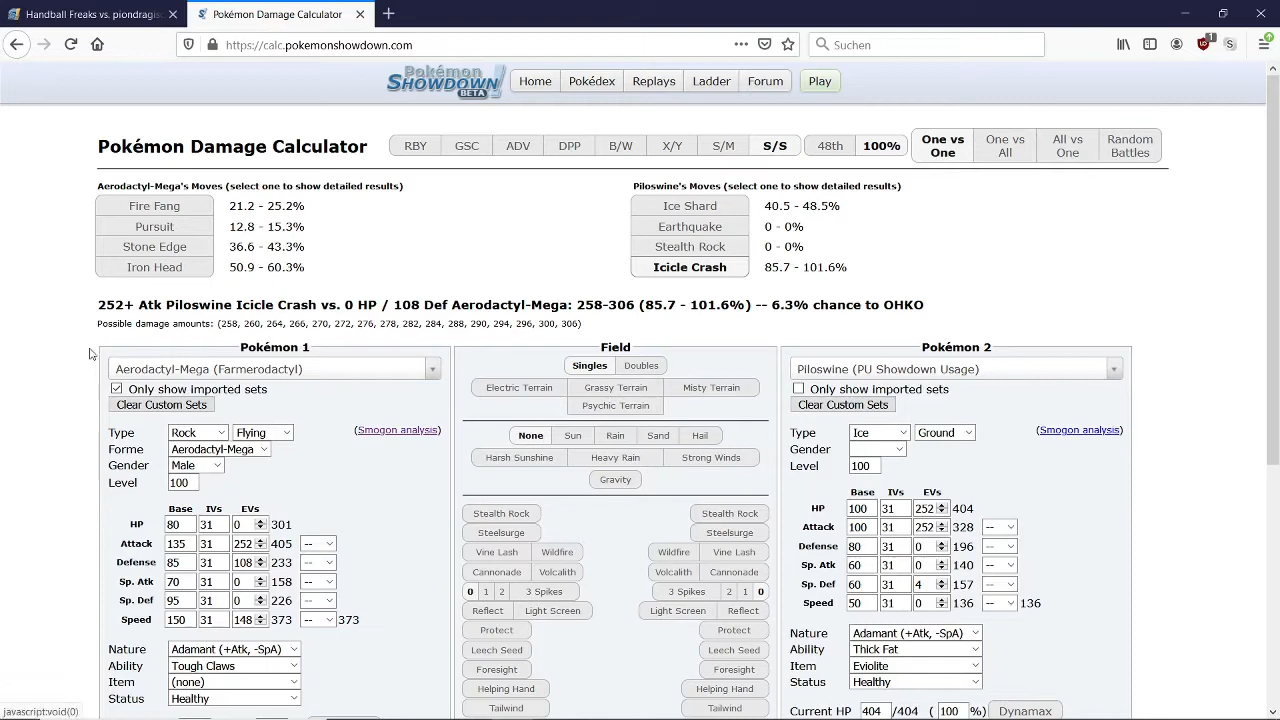 Handball Freaks vs. piondragis
Pokémon Damage Calculator
https://calc.pokemonshowdown.com
Suchen
Pokémon
SHOWDOWN!
BETA
Home
Pokédex
Replays
Ladder
Forum
Play
Pokémon Damage Calculator
RBY
GSC
ADV
DPP
B/W
X/Y
S/M
S/S
48th
100%
One vs
One
One vs
All
All vs
One
Random
Battles
Aerodactyl-Mega's Moves (select one to show detailed results)
Fire Fang 21.2 - 25.2%
Pursuit 12.8 - 15.3%
Stone Edge 36.6 - 43.3%
Iron Head 50.9 - 60.3%
Piloswine's Moves (select one to show detailed results)
Ice Shard 40.5 - 48.5%
Earthquake 0 - 0%
Stealth Rock 0 - 0%
Icicle Crash 85.7 - 101.6%
252+ Atk Piloswine Icicle Crash vs. 0 HP / 108 Def Aerodactyl-Mega: 258-306 (85.7 - 101.6%) -- 6.3% chance to OHKO
Possible damage amounts: (258, 260, 264, 266, 270, 272, 276, 278, 282, 284, 288, 290, 294, 296, 300, 306)
Pokémon 1
Aerodactyl-Mega (Farmerodactyl)
Only show imported sets
Clear Custom Sets
Type Rock Flying (Smogon analysis)
Forme Aerodactyl-Mega
Gender Male
Level 100
Base IVs EVs
HP 80 31 0 301
Attack 135 31 252 405 --
Defense 85 31 108 233 --
Sp. Atk 70 31 0 158 --
Sp. Def 95 31 0 226 --
Speed 150 31 148 373 -- 373
Nature Adamant (+Atk, -SpA)
Ability Tough Claws
Item (none)
Status Healthy
Field
Singles Doubles
Electric Terrain Grassy Terrain Misty Terrain
Psychic Terrain
None Sun Rain Sand Hail
Harsh Sunshine Heavy Rain Strong Winds
Gravity
Stealth Rock Stealth Rock
Steelsurge Steelsurge
Vine Lash Wildfire Wildfire Vine Lash
Cannonade Volcalith Volcalith Cannonade
0 1 2 3 Spikes 3 Spikes 2 1 0
Reflect Light Screen Light Screen Reflect
Protect Protect
Leech Seed Leech Seed
Foresight Foresight
Helping Hand Helping Hand
Tailwind Tailwind
Pokémon 2
Piloswine (PU Showdown Usage)
Only show imported sets
Clear Custom Sets
Type Ice Ground (Smogon analysis)
Gender
Level 100
Base IVs EVs
HP 100 31 252 404
Attack 100 31 252 328 --
Defense 80 31 0 196 --
Sp. Atk 60 31 0 140 --
Sp. Def 60 31 4 157 --
Speed 50 31 0 136 -- 136
Nature Adamant (+Atk, -SpA)
Ability Thick Fat
Item Eviolite
Status Healthy
Current HP 404 /404 ( 100 %) Dynamax
javascript:void(0)